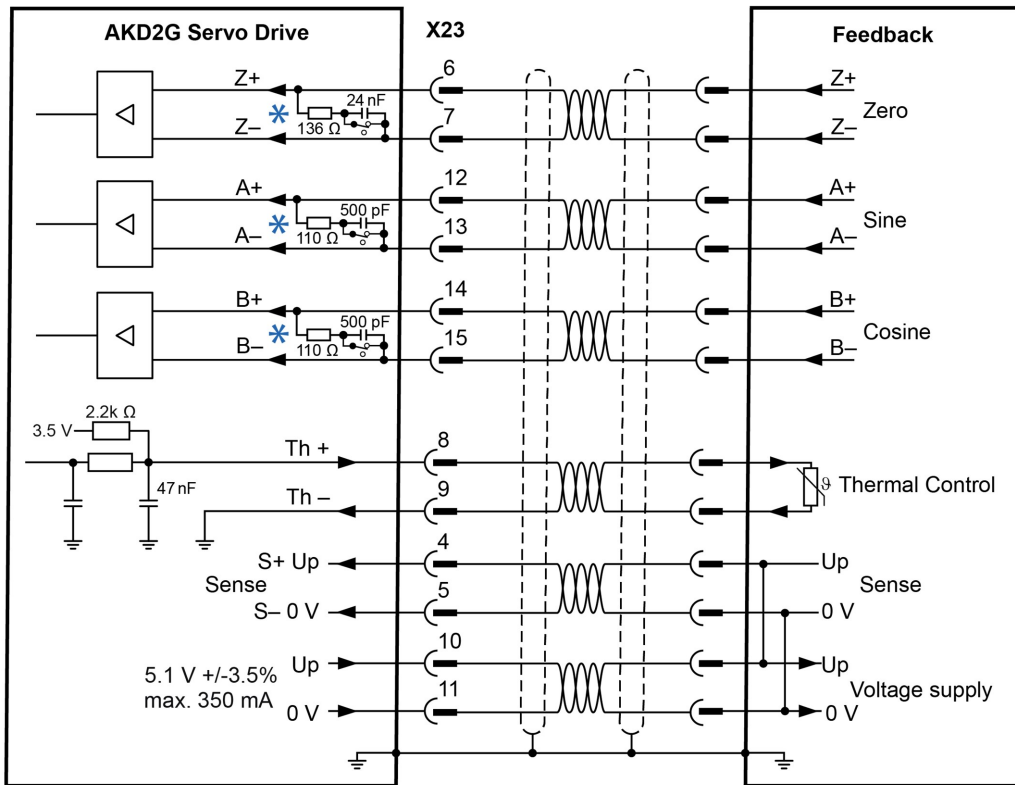 AKD2G Servo Drive
X23
Feedback
Z+
24 nF
136 Ω
Z–
6
7
Z+
Zero
Z–
A+
500 pF
110 Ω
A–
12
13
A+
Sine
A–
B+
500 pF
110 Ω
B–
14
15
B+
Cosine
B–
2.2k Ω
3.5 V
47 nF
Th +
Th –
8
9
ϑ Thermal Control
S+ Up
Sense
S– 0 V
4
5
Up
Sense
0 V
5.1 V +/-3.5%
max. 350 mA
Up
0 V
10
11
Up
Voltage supply
0 V